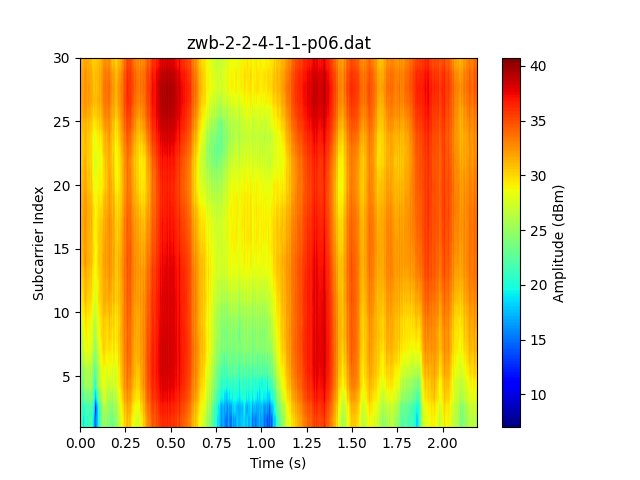 zwb-2-2-4-1-1-p06.dat
30
25
20
15
10
5
Subcarrier Index
0.00 0.25 0.50 0.75 1.00 1.25 1.50 1.75 2.00
Time (s)
40
35
30
25
20
15
10
Amplitude (dBm)